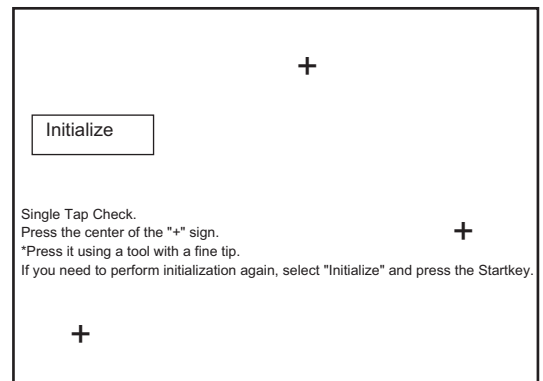 +
Initialize
Single Tap Check.
Press the center of the "+" sign.
+
*Press it using a tool with a fine tip.
If you need to perform initialization again, select "Initialize" and press the Startkey.
+